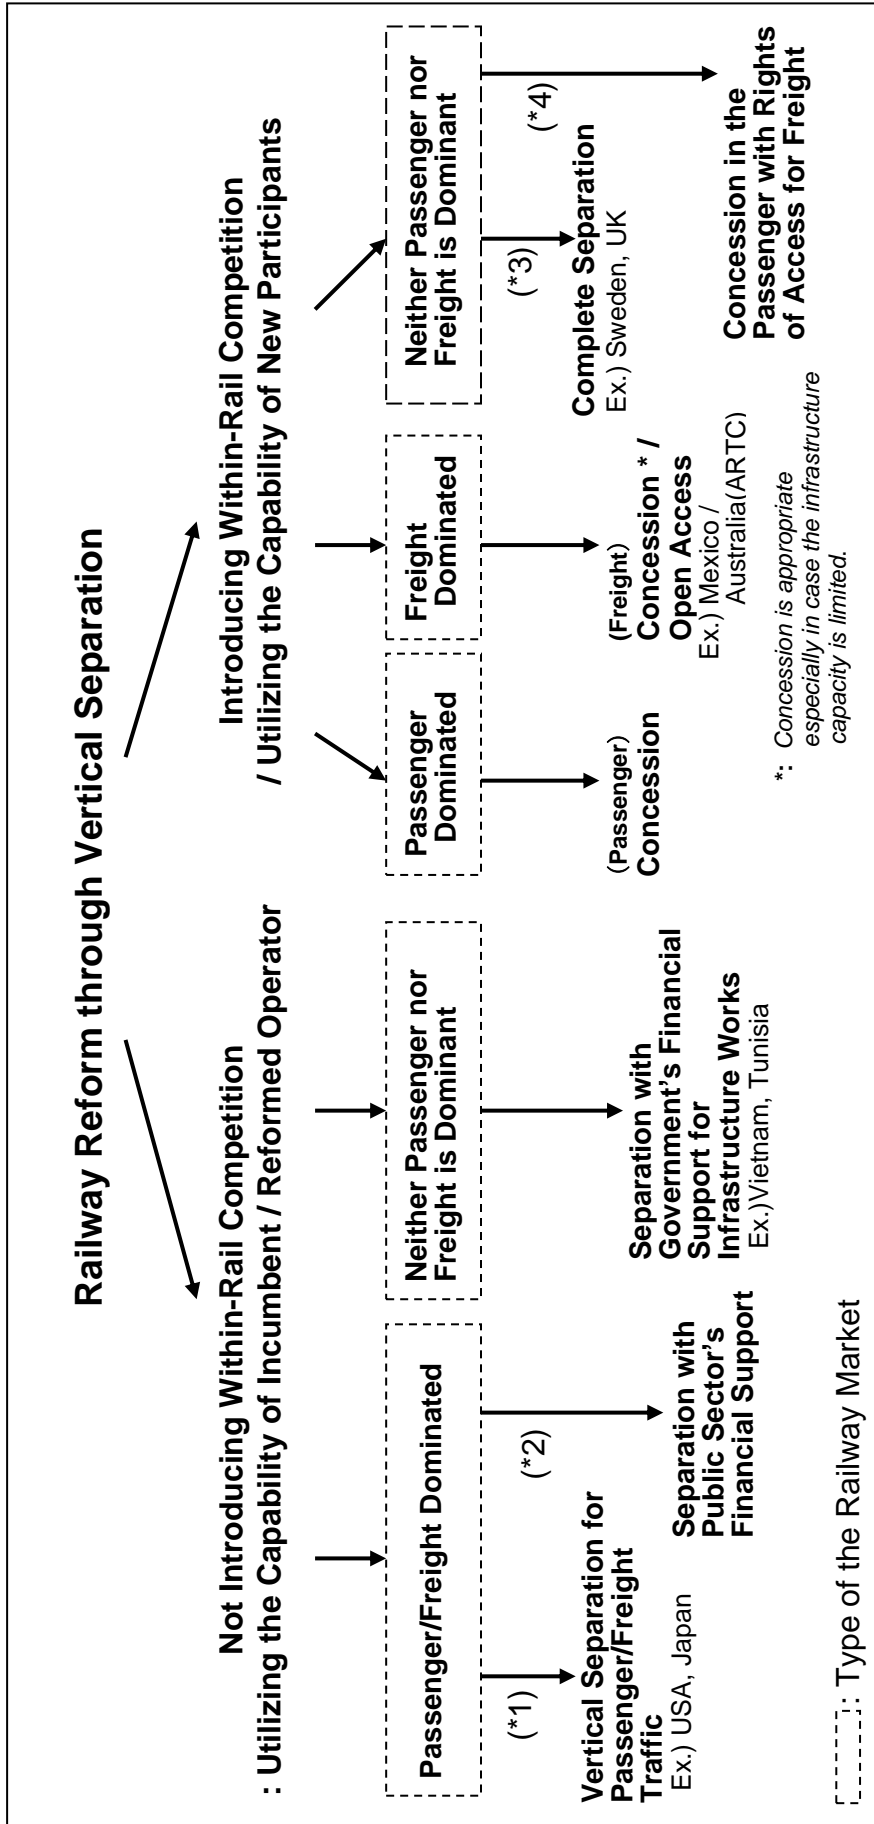 Railway Reform through Vertical Separation
Not Introducing Within-Rail Competition
: Utilizing the Capability of Incumbent / Reformed Operator
Introducing Within-Rail Competition
/ Utilizing the Capability of New Participants
Passenger/Freight Dominated
Neither Passenger nor
Freight is Dominant
Passenger
Dominated
Freight
Dominated
Neither Passenger nor
Freight is Dominant
(*1)
Vertical Separation for
Passenger/Freight
Traffic
Ex.) USA, Japan
(*2)
Separation with
Public Sector’s
Financial Support
Separation with
Government’s Financial
Support for
Infrastructure Works
Ex.)Vietnam, Tunisia
(Passenger)
Concession
(Freight)
Concession * /
Open Access
Ex.) Mexico /
Australia(ARTC)
(*3)
Complete Separation
Ex.) Sweden, UK
(*4)
Concession in the
Passenger with Rights
of Access for Freight
*: Concession is appropriate
especially in case the infrastructure
capacity is limited.
: Type of the Railway Market